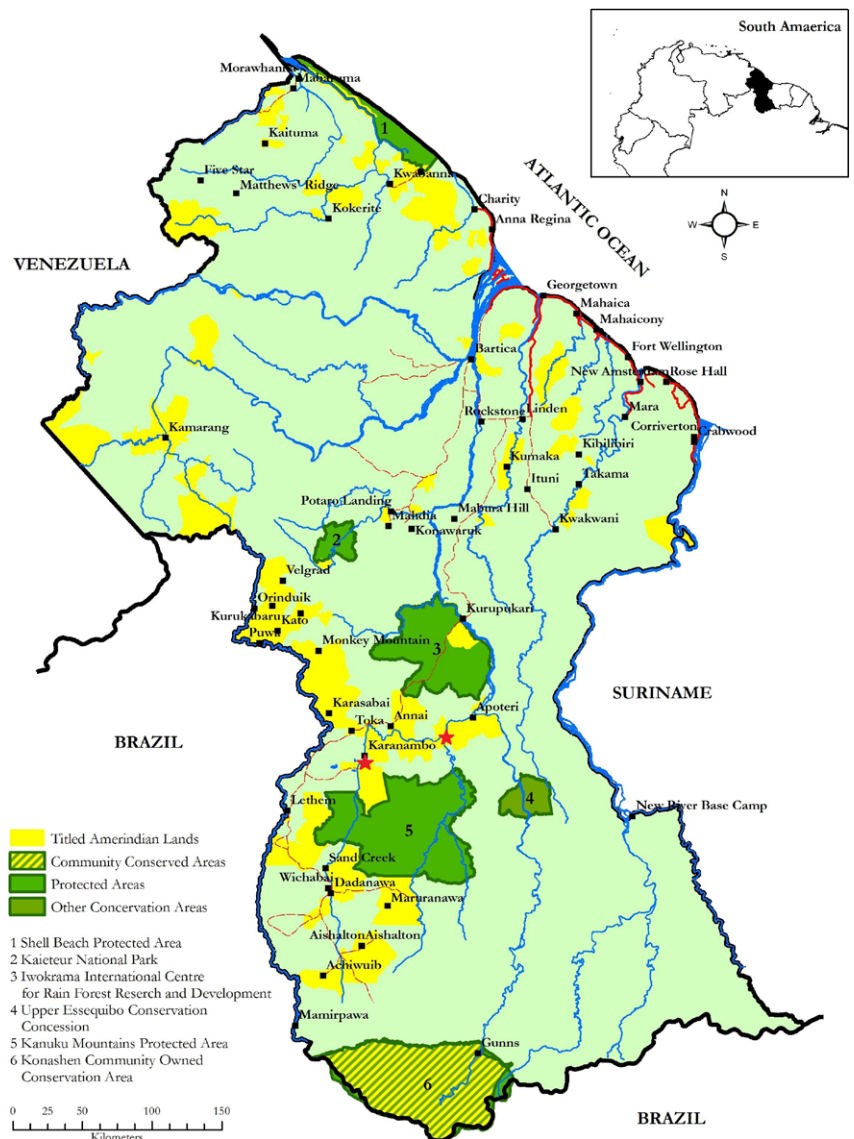 South Amaerica
Morawhanna
Mabaruma
1
Kaituma
Five Star
Matthews' Ridge
Kwabanna
Kokerite
Charity
Anna Regina
ATLANTIC OCEAN
N
W
E
S
VENEZUELA
Georgetown
Mahaica
Mahaicony
Bartica
Fort Wellington
New Amsterdam
Rose Hall
Rockstone
Linden
Mara
Corriverton
Crabwood
Kamarang
Kibilibiri
Kumaka
Ituni
Takama
Potaro Landing
Mahdia
Mabura Hill
Konawaruk
Kwakwani
2
Velgrad
Orinduik
Kurukubaru
Kato
Puwa
Kurupukari
Monkey Mountain
3
SURINAME
Karasabai
Toka
Annai
Apoteri
BRAZIL
Karanambo
4
Lethem
New River Base Camp
5
Titled Amerindian Lands
Community Conserved Areas
Protected Areas
Other Concervation Areas
Sand Creek
Wichabai
Dadanawa
Maruranawa
Aishalton
Aishalton
Achiwuib
1 Shell Beach Protected Area
2 Kaieteur National Park
3 Iwokrama International Centre
for Rain Forest Reserch and Development
4 Upper Essequibo Conservation
Concession
5 Kanuku Mountains Protected Area
6 Konashen Community Owned
Conservation Area
Mamirpawa
Gunns
6
BRAZIL
0 25 50 100 150
Kilometers